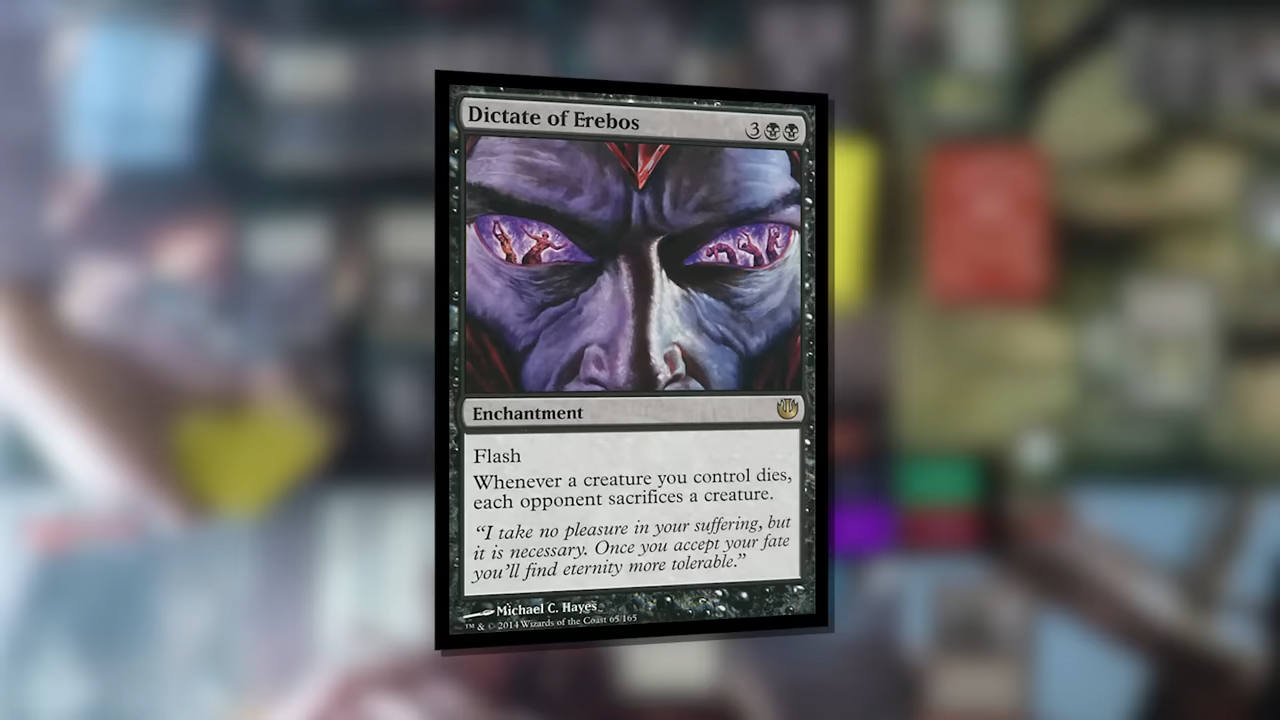 Dictate of Erebos 3
Enchantment
Flash
Whenever a creature you control dies,
each opponent sacrifices a creature.
“I take no pleasure in your suffering, but
it is necessary. Once you accept your fate
you’ll find eternity more tolerable.”
Michael C. Hayes
™ & © 2014 Wizards of the Coast 65/165